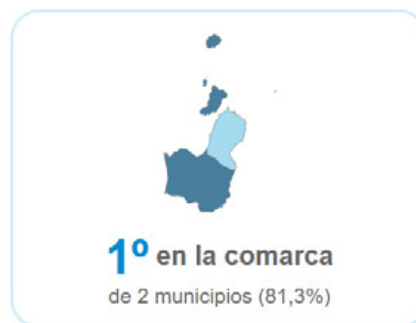 1º en la comarca
de 2 municipios (81,3%)